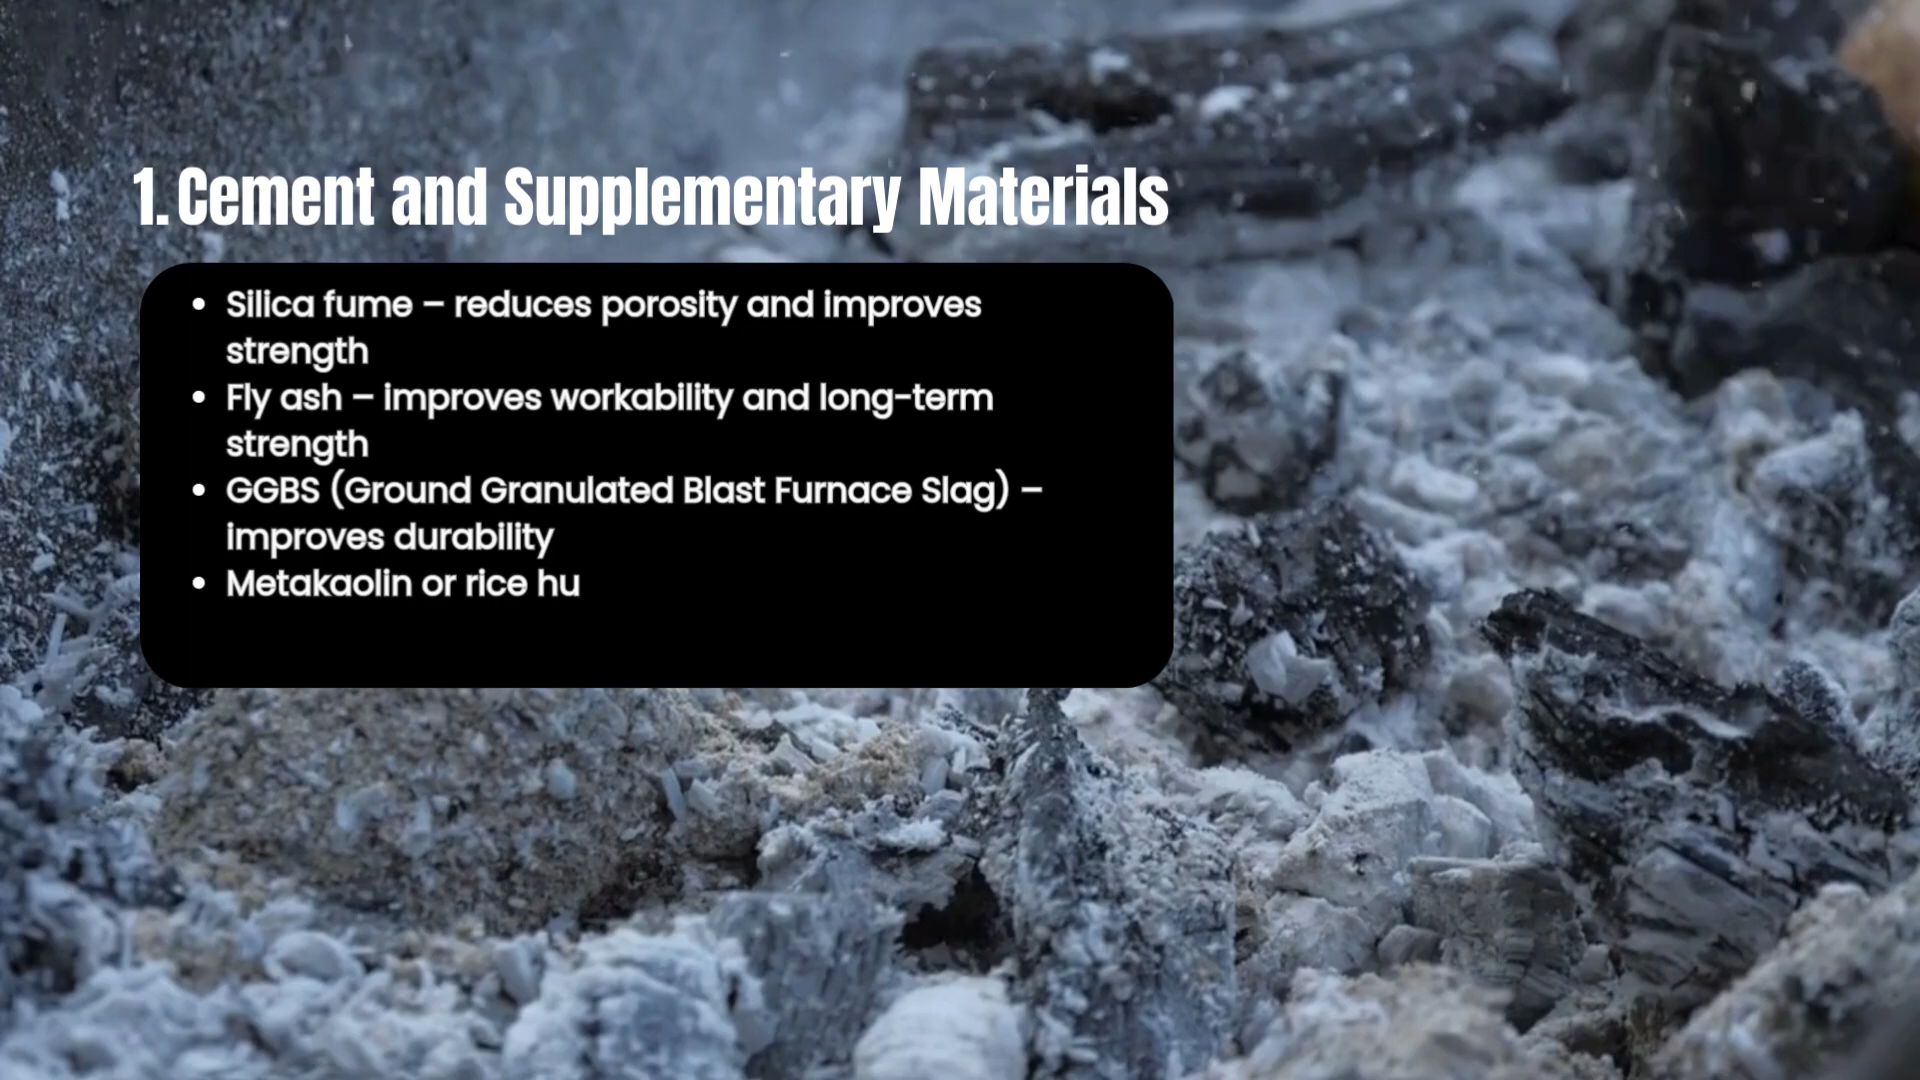 1. Cement and Supplementary Materials
• Silica fume – reduces porosity and improves
strength
• Fly ash – improves workability and long-term
strength
• GGBS (Ground Granulated Blast Furnace Slag) –
improves durability
• Metakaolin or rice hu